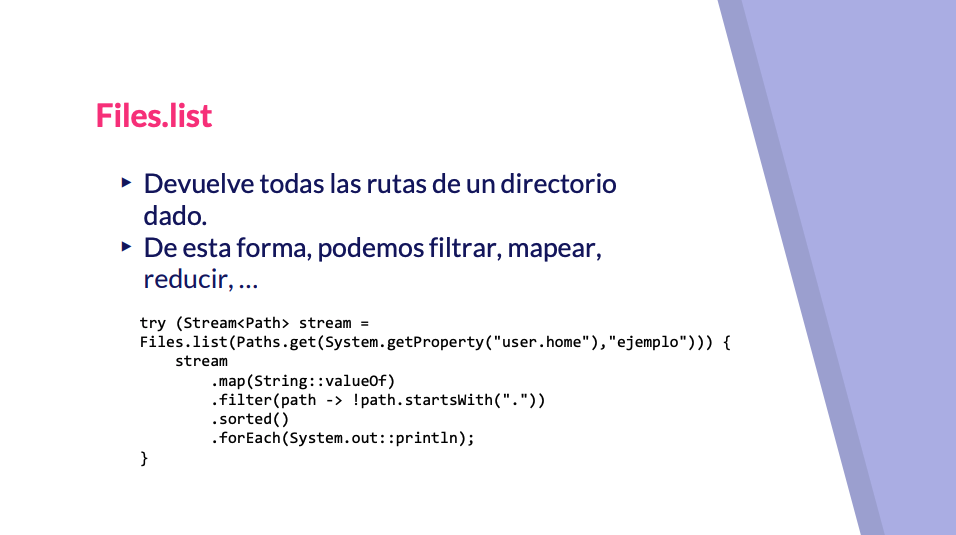 Files.list
▸ Devuelve todas las rutas de un directorio
dado.
▸ De esta forma, podemos filtrar, mapear,
reducir, …
try (Stream<Path> stream =
Files.list(Paths.get(System.getProperty("user.home"),"ejemplo"))) {
    stream
        .map(String::valueOf)
        .filter(path -> !path.startsWith("."))
        .sorted()
        .forEach(System.out::println);
}